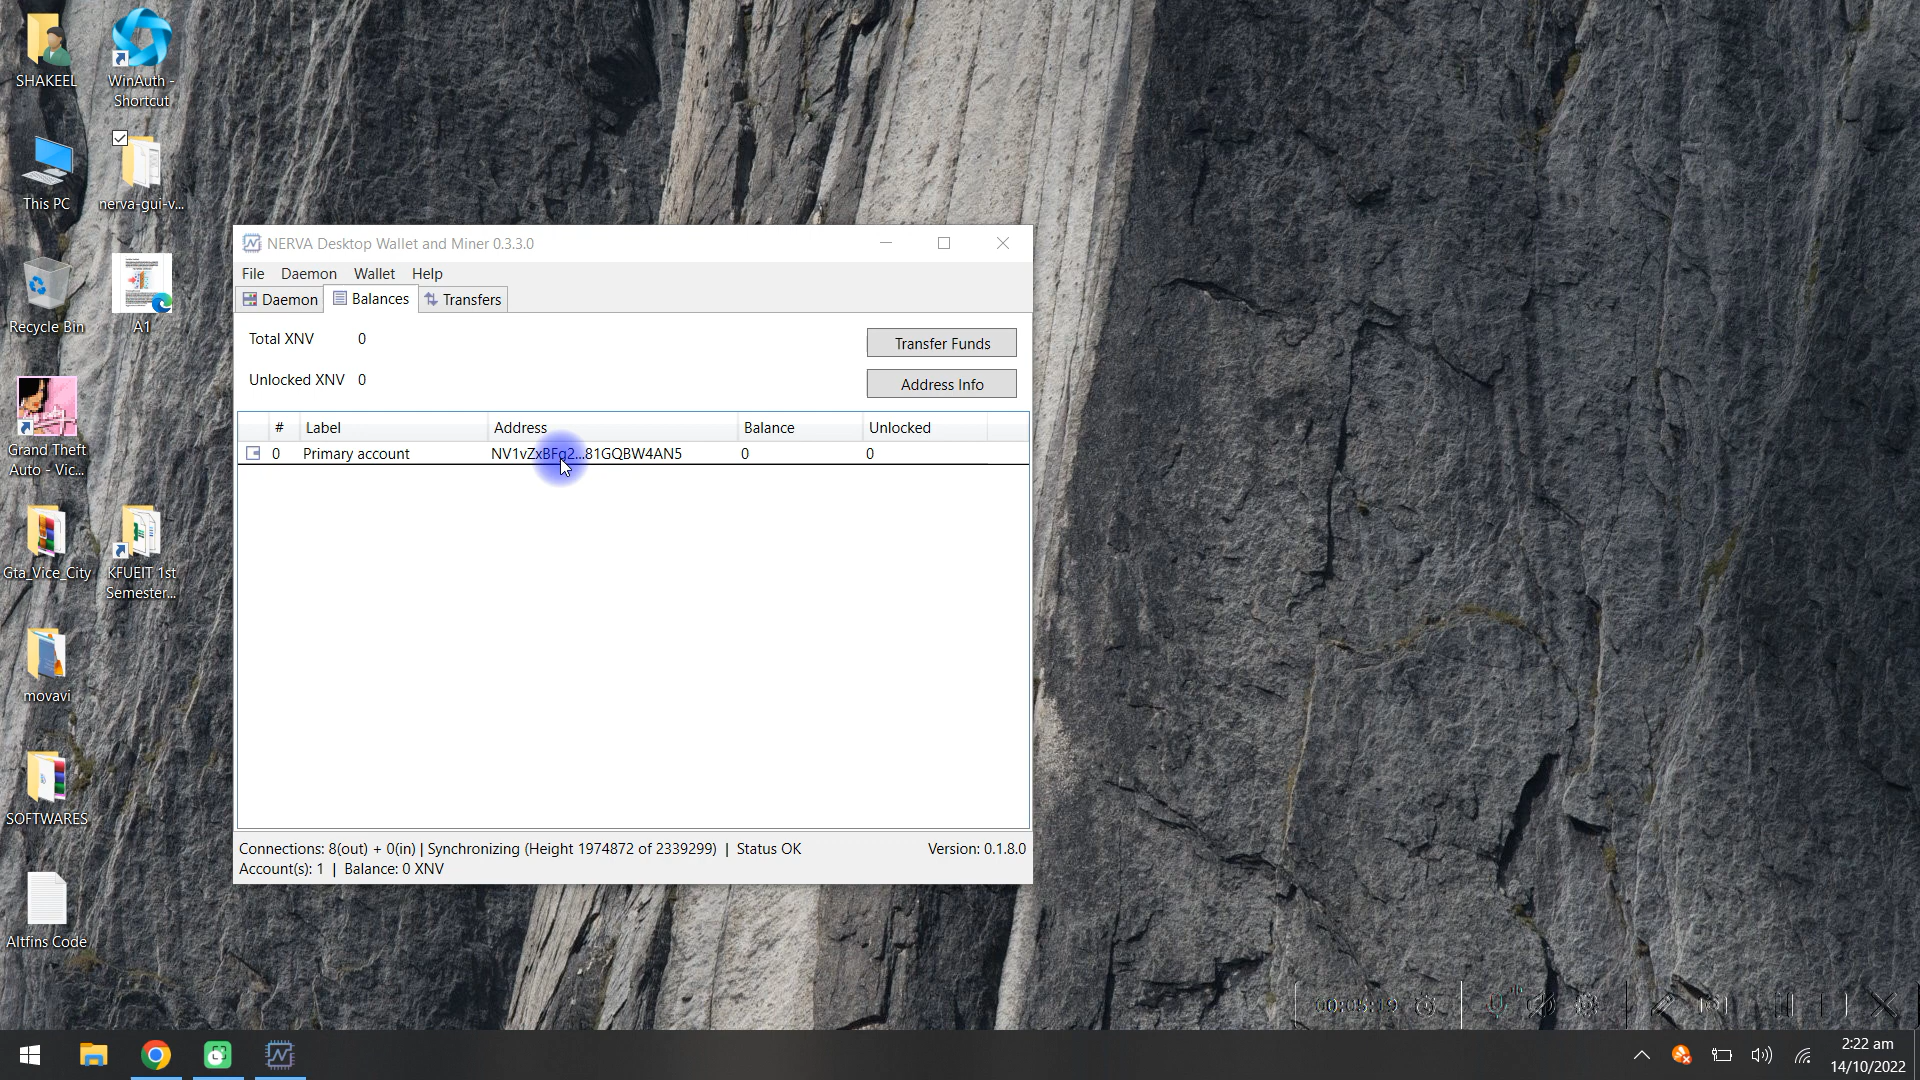 SHAKEEL
WinAuth -
Shortcut
This PC
nerva-gui-v...
Recycle Bin
A1
Grand Theft
Auto - Vic...
Gta_Vice_City
KFUEIT 1st
Semester...
movavi
SOFTWARES
Altfins Code
NERVA Desktop Wallet and Miner 0.3.3.0
File Daemon Wallet Help
Daemon Balances Transfers
Total XNV 0
Transfer Funds
Unlocked XNV 0
Address Info
# Label Address Balance Unlocked
0 Primary account NV1vZxBFq2...81GQBW4AN5 0 0
Connections: 8(out) + 0(in) | Synchronizing (Height 1974872 of 2339299) | Status OK Version: 0.1.8.0
Account(s): 1 | Balance: 0 XNV
00:05:19
2:22 am
14/10/2022